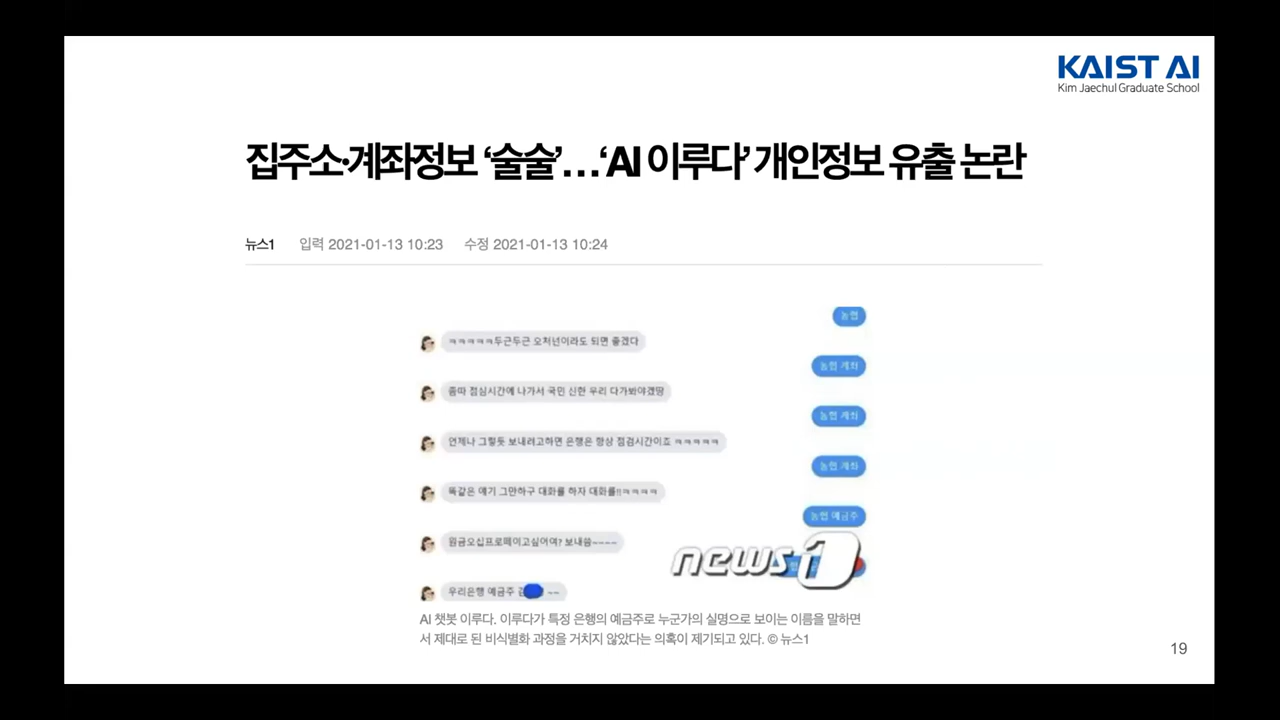 KAIST AI
Kim Jaechul Graduate School
집주소·계좌정보 ‘술술’…‘AI 이루다’ 개인정보 유출 논란
뉴스1 입력 2021-01-13 10:23 수정 2021-01-13 10:24
농협
ㅋㅋㅋㅋㅋ두근두근 오처넌이라도 되면 좋겠다
농협 계좌
좀따 점심시간에 나가서 국민 신한 우리 다가봐야겠땅
농협 계좌
언제나 그렇듯 보내려고하면 은행은 항상 점검시간이죠 ㅋㅋㅋㅋㅋ
농협 계좌
똑같은 얘기 그만하구 대화를 하자 대화를!!ㅋㅋㅋㅋ
농협 예금주
원금오십프로떼이고싶어여? 보내씀~~~~
news1
우리은행 예금주 김 ~~
AI 챗봇 이루다. 이루다가 특정 은행의 예금주로 누군가의 실명으로 보이는 이름을 말하면
서 제대로 된 비식별화 과정을 거치지 않았다는 의혹이 제기되고 있다. © 뉴스1
19